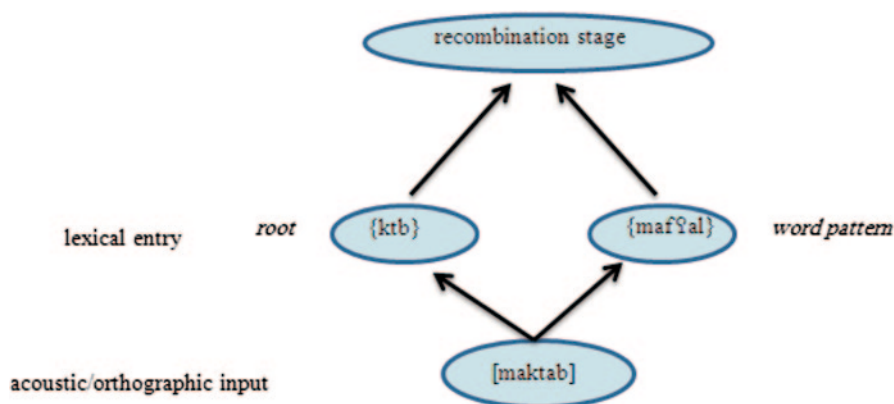 recombination stage
lexical entry root {ktb} {mafʕal} word pattern
[maktab]
acoustic/orthographic input